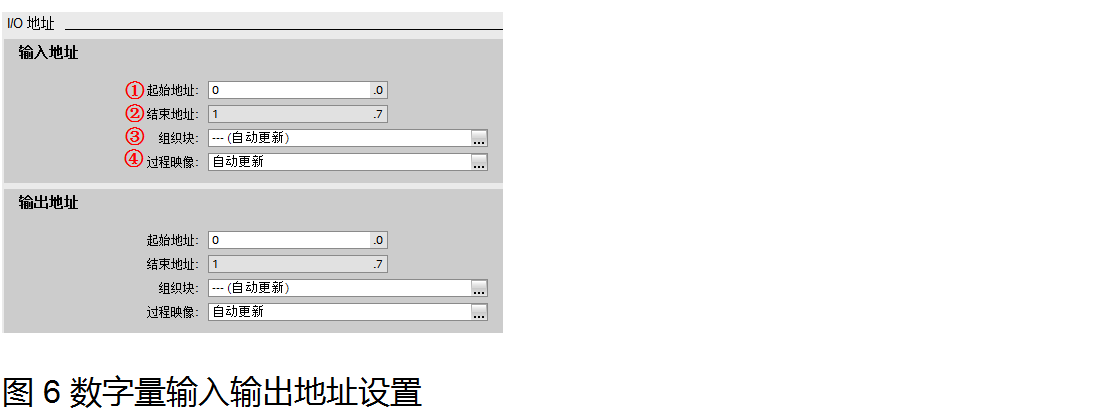 I/O 地址
输入地址
① 起始地址: 0 .0
② 结束地址: 1 .7
③ 组织块: --- (自动更新)
④ 过程映像: 自动更新
输出地址
起始地址: 0 .0
结束地址: 1 .7
组织块: --- (自动更新)
过程映像: 自动更新
图 6 数字量输入输出地址设置